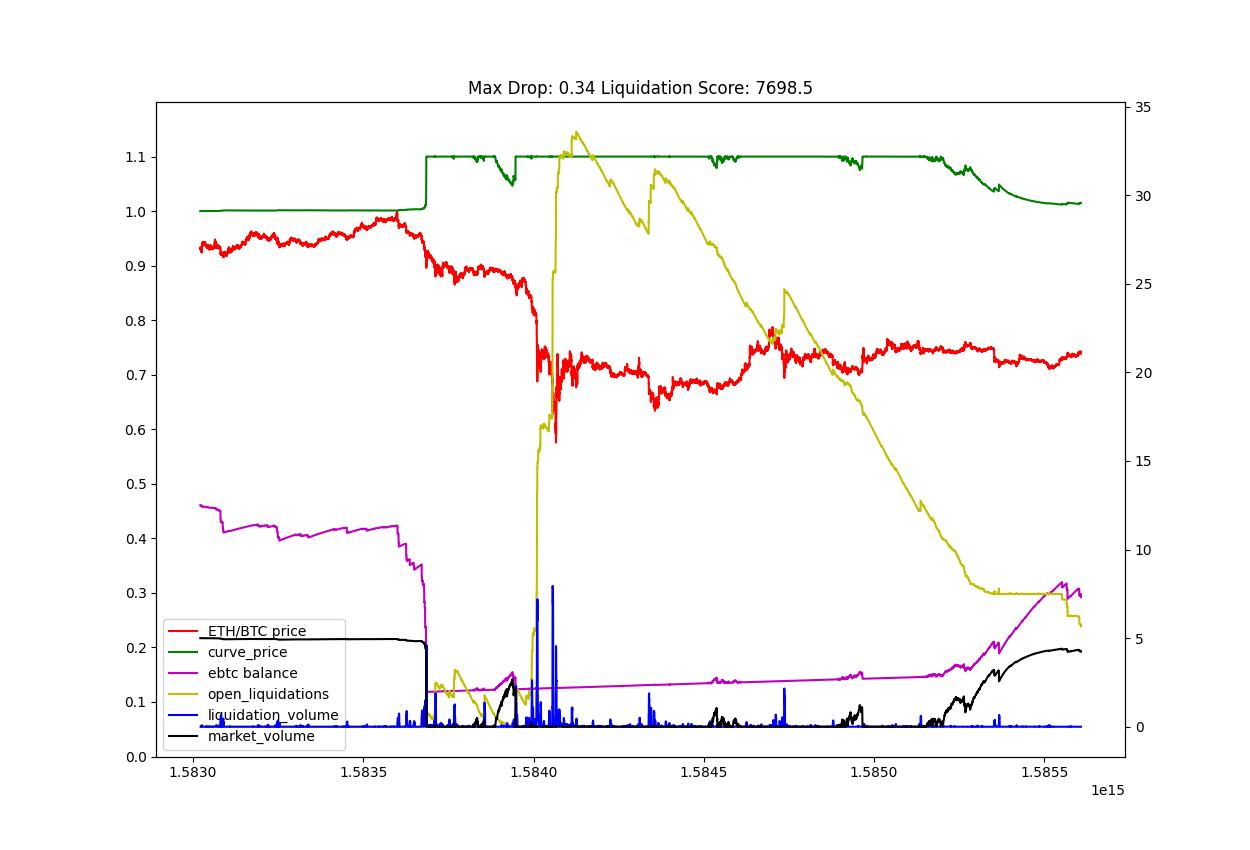 Max Drop: 0.34 Liquidation Score: 7698.5
1.1
1.0
0.9
0.8
0.7
0.6
0.5
0.4
0.3
0.2
0.1
0.0
35
30
25
20
15
10
5
0
ETH/BTC price
curve_price
ebtc balance
open_liquidations
liquidation_volume
market_volume
1.5830 1.5835 1.5840 1.5845 1.5850 1.5855
1e15